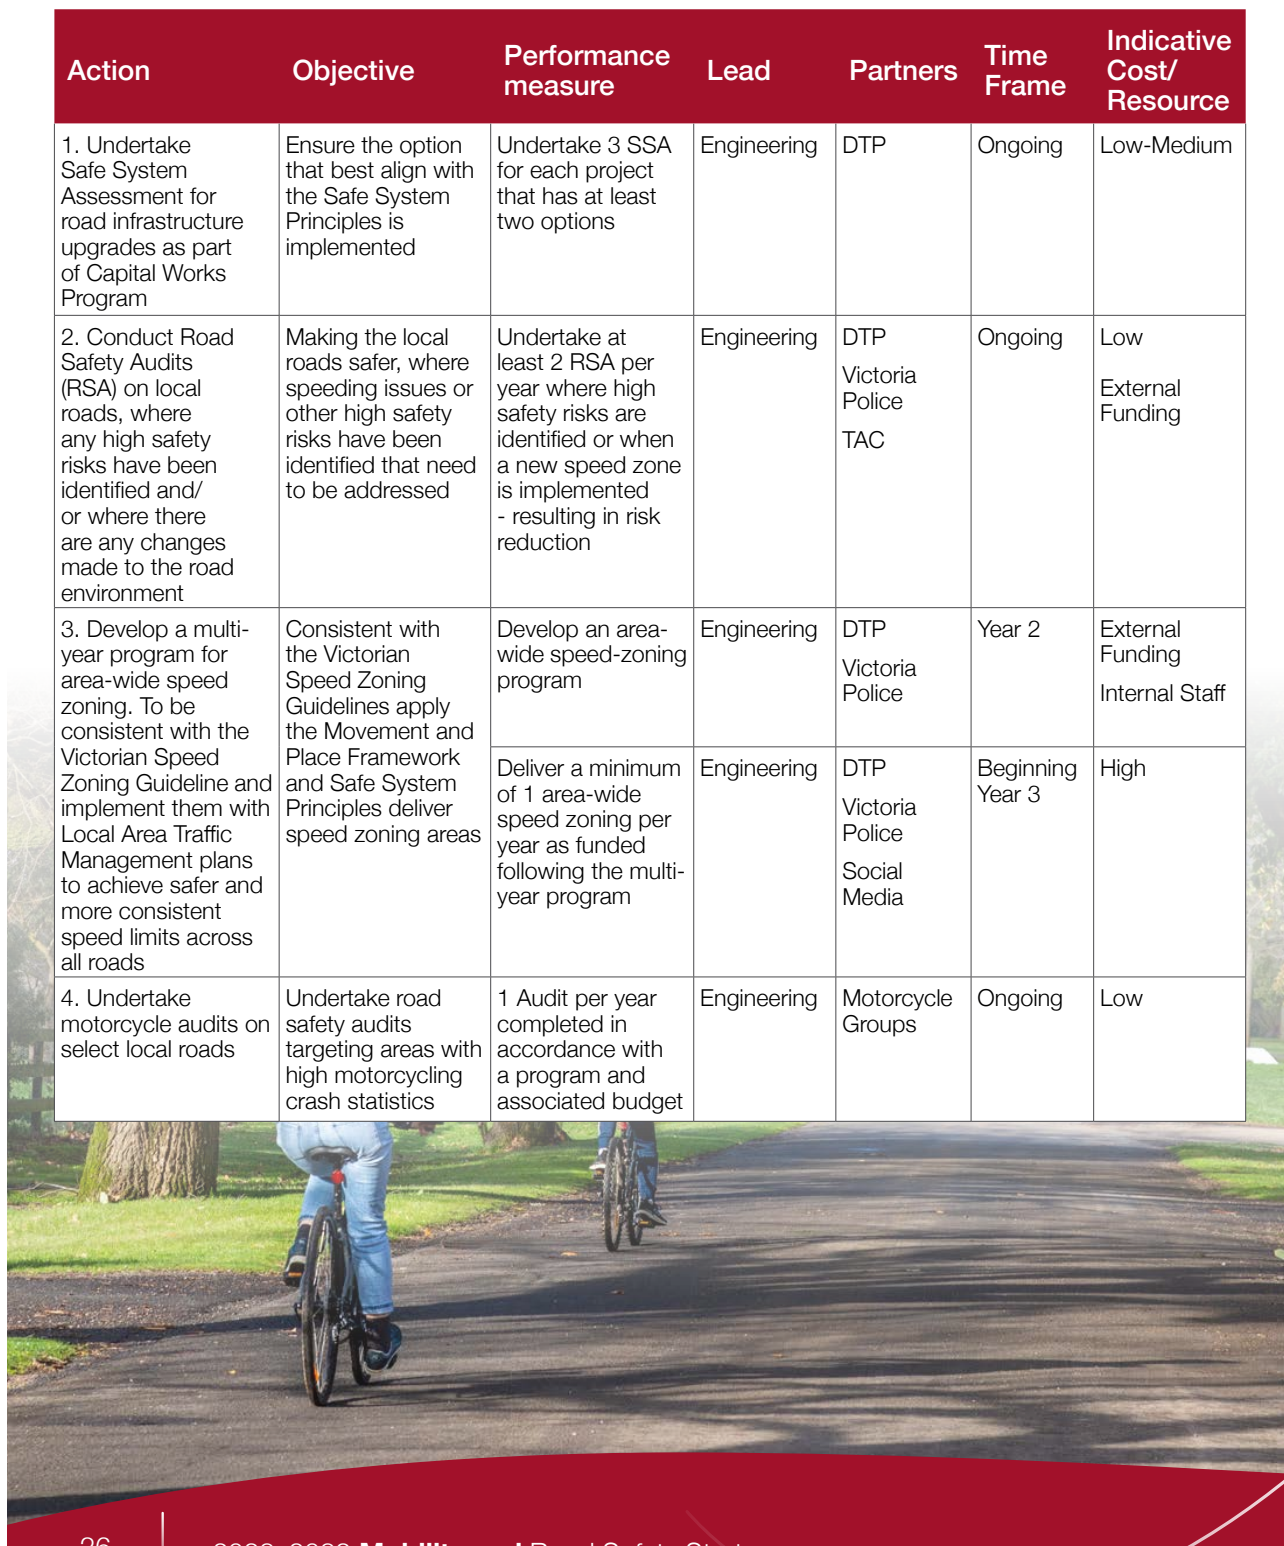 Action
Objective
Performance
measure
Lead
Partners
Time
Frame
Indicative
Cost/
Resource
1. Undertake
Safe System
Assessment for
road infrastructure
upgrades as part
of Capital Works
Program
Ensure the option
that best align with
the Safe System
Principles is
implemented
Undertake 3 SSA
for each project
that has at least
two options
Engineering
DTP
Ongoing
Low-Medium
2. Conduct Road
Safety Audits
(RSA) on local
roads, where
any high safety
risks have been
identified and/
or where there
are any changes
made to the road
environment
Making the local
roads safer, where
speeding issues or
other high safety
risks have been
identified that need
to be addressed
Undertake at
least 2 RSA per
year where high
safety risks are
identified or when
a new speed zone
is implemented
- resulting in risk
reduction
Engineering
DTP
Victoria
Police
TAC
Ongoing
Low
External
Funding
3. Develop a multi-
year program for
area-wide speed
zoning. To be
consistent with the
Victorian Speed
Zoning Guideline and
implement them with
Local Area Traffic
Management plans
to achieve safer and
more consistent
speed limits across
all roads
Consistent with
the Victorian
Speed Zoning
Guidelines apply
the Movement and
Place Framework
and Safe System
Principles deliver
speed zoning areas
Develop an area-
wide speed-zoning
program
Engineering
DTP
Victoria
Police
Year 2
External
Funding
Internal Staff
Deliver a minimum
of 1 area-wide
speed zoning per
year as funded
following the multi-
year program
Engineering
DTP
Victoria
Police
Social
Media
Beginning
Year 3
High
4. Undertake
motorcycle audits on
select local roads
Undertake road
safety audits
targeting areas with
high motorcycling
crash statistics
1 Audit per year
completed in
accordance with
a program and
associated budget
Engineering
Motorcycle
Groups
Ongoing
Low